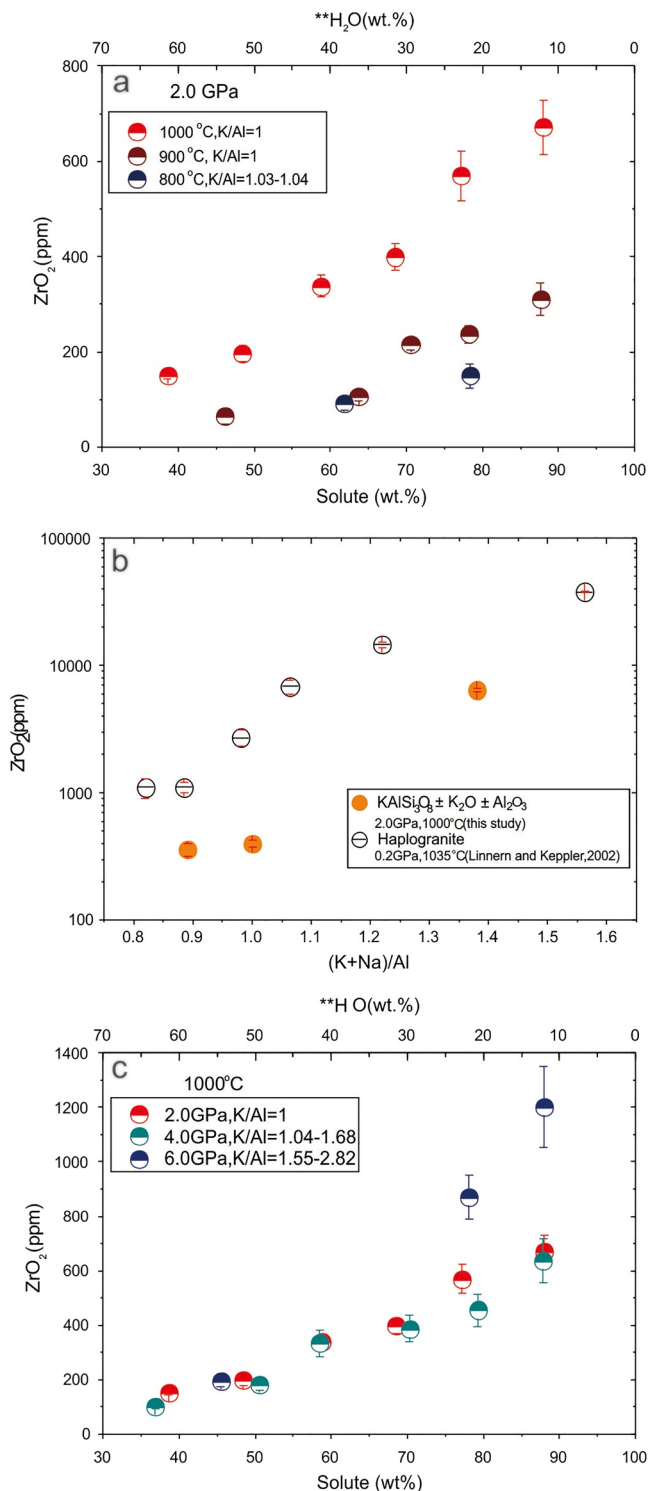 **H₂O(wt.%)
70 60 50 40 30 20 10 0
a 2.0 GPa
1000 °C,K/Al=1
900 °C, K/Al=1
800 °C,K/Al=1.03-1.04
ZrO₂(ppm)
800
600
400
200
0
30 40 50 60 70 80 90 100
Solute (wt.%)
b
ZrO₂(ppm)
100000
10000
1000
100
KAlSi₃O₈ ± K₂O ± Al₂O₃
2.0GPa,1000°C(this study)
Haplogranite
0.2GPa,1035°C(Linnern and Keppler,2002)
0.8 0.9 1.0 1.1 1.2 1.3 1.4 1.5 1.6
(K+Na)/Al
**H O(wt.%)
70 60 50 40 30 20 10 0
c 1000°C
2.0GPa,K/Al=1
4.0GPa,K/Al=1.04-1.68
6.0GPa,K/Al=1.55-2.82
ZrO₂(ppm)
1400
1200
1000
800
600
400
200
0
30 40 50 60 70 80 90 100
Solute (wt%)